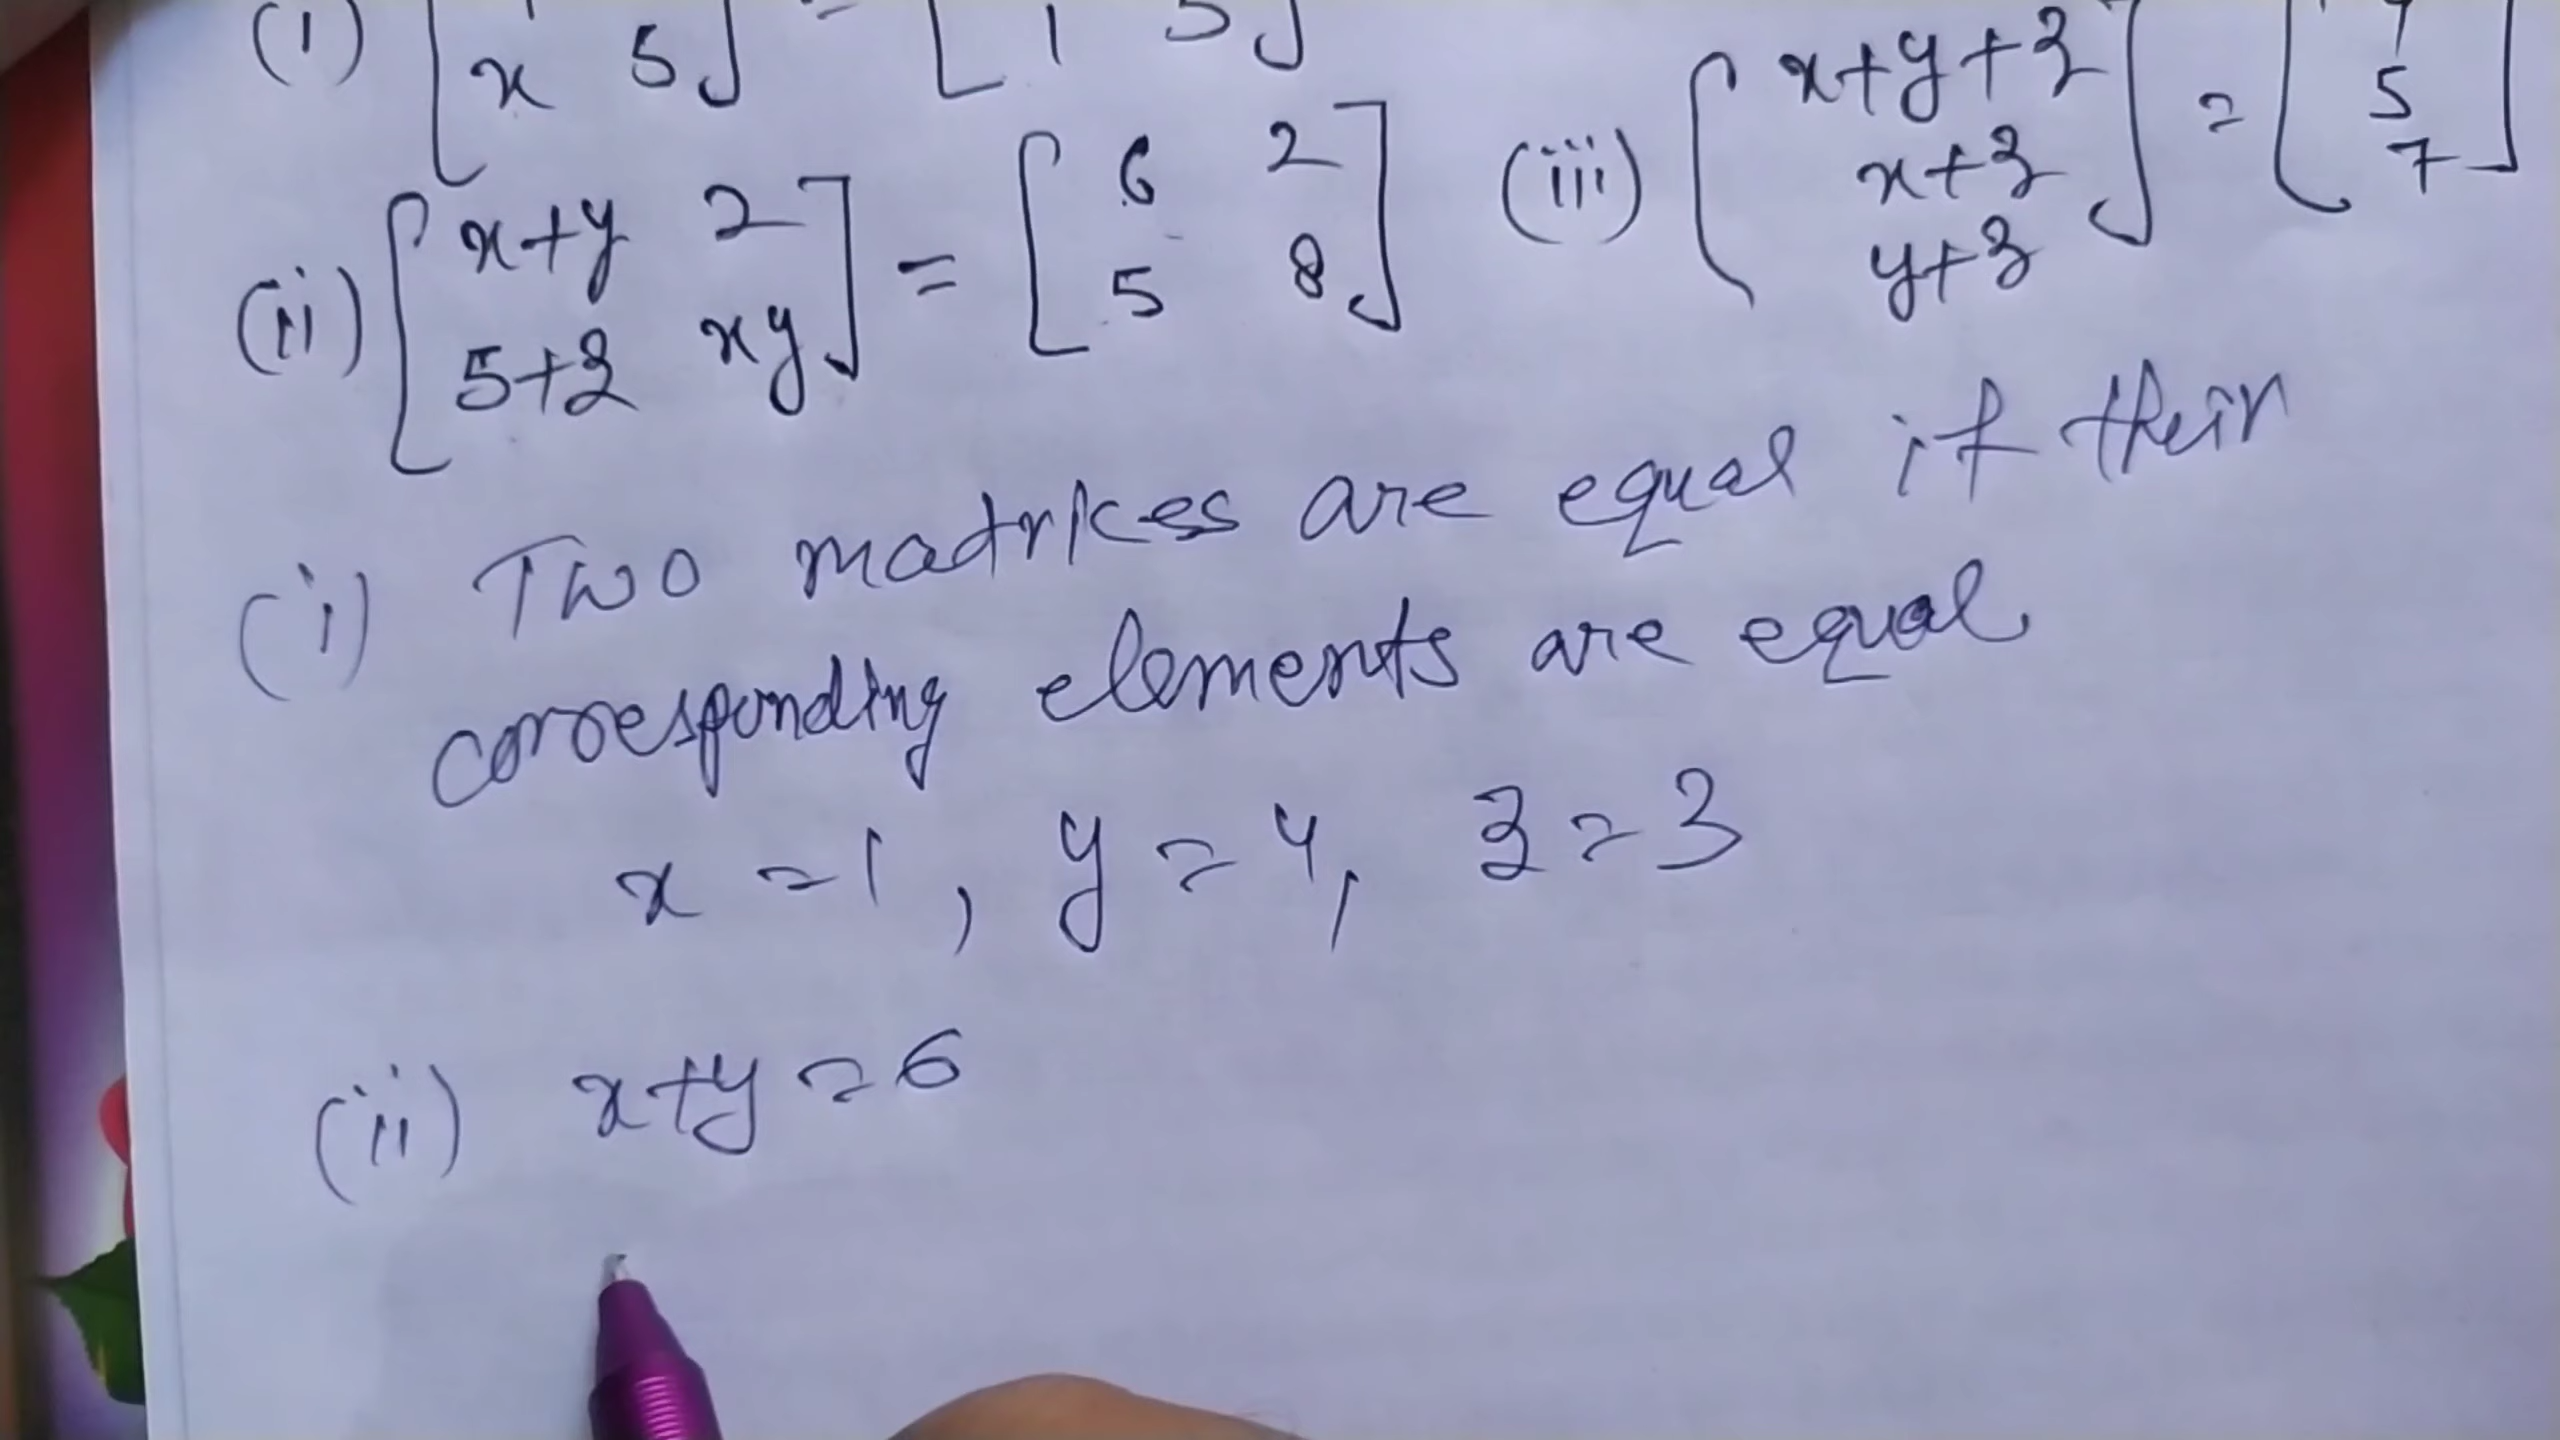 (i) [x 5] = [1 5]
(ii) [x+y 2
5+z xy] = [6 2
5 8]
(iii) [x+y+z
x+z
y+z] = [9
5
7]
(i) Two matrices are equal if their
corresponding elements are equal
x = 1, y = 4, z = 3
(ii) x+y = 6